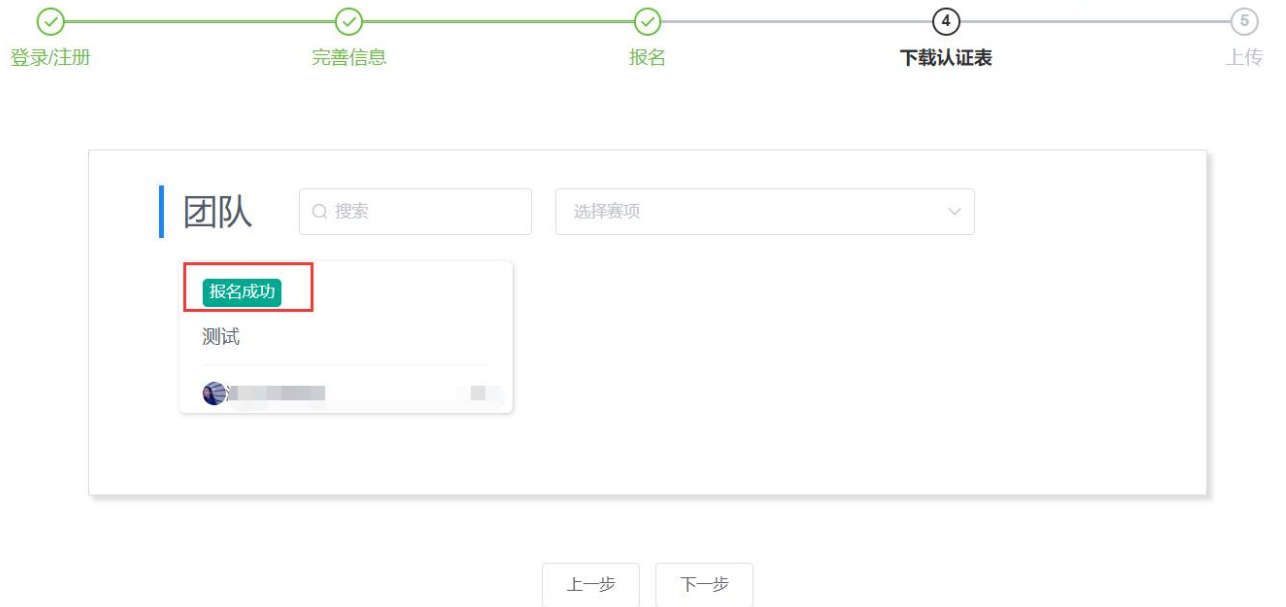 4 5
登录/注册 完善信息 报名 下载认证表 上传
团队 搜索 选择赛项
报名成功
测试
上一步 下一步